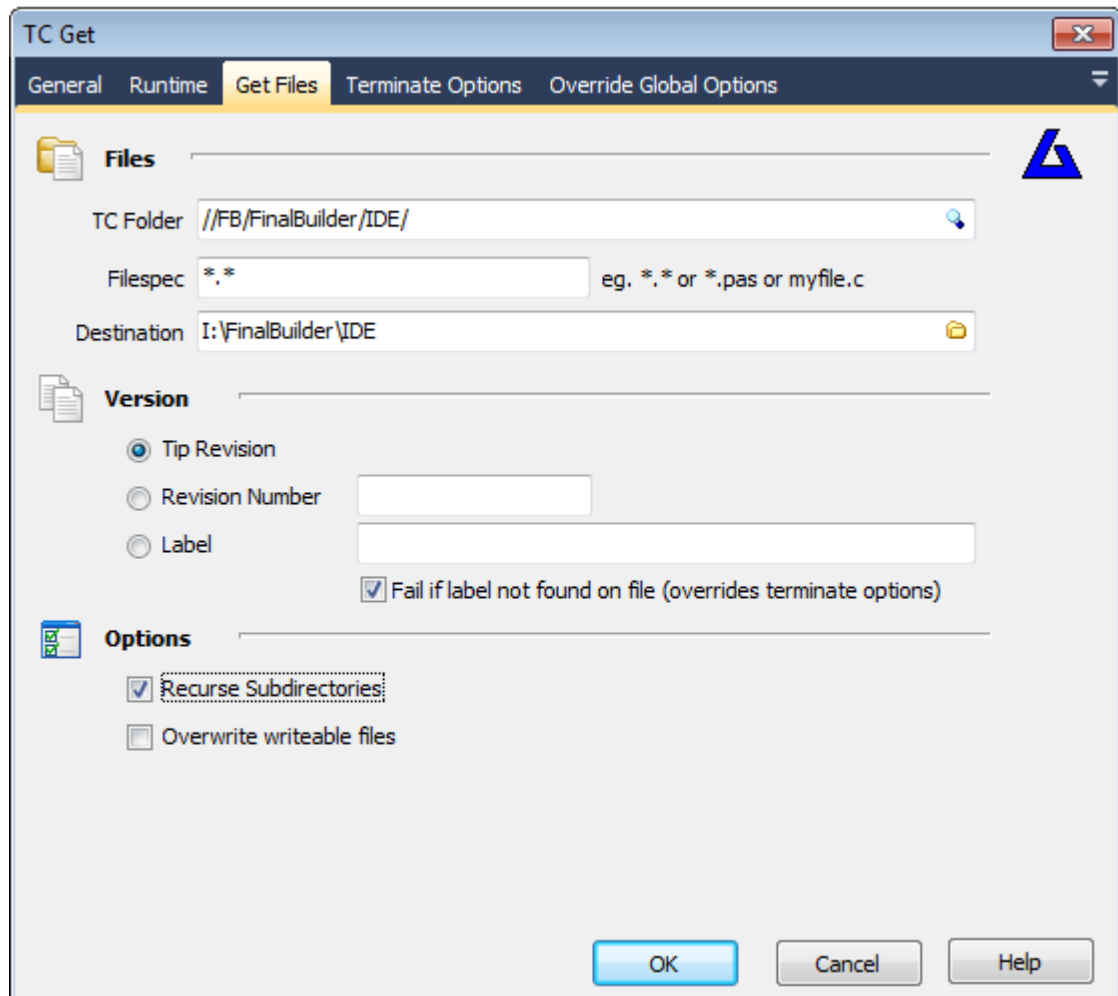 TC Get
General Runtime Get Files Terminate Options Override Global Options
Files
TC Folder //FB/FinalBuilder/IDE/
Filespec *.* eg. *.* or *.pas or myfile.c
Destination I:\FinalBuilder\IDE
Version
Tip Revision
Revision Number
Label
Fail if label not found on file (overrides terminate options)
Options
Recurse Subdirectories
Overwrite writeable files
OK Cancel Help